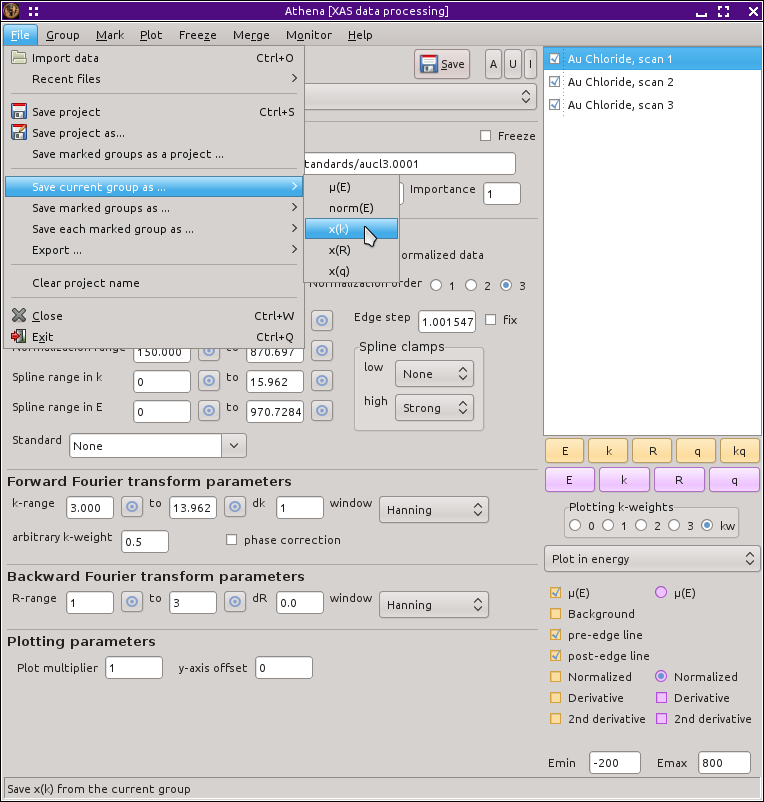 Athena [XAS data processing]
File Group Mark Plot Freeze Merge Monitor Help
Import data Ctrl+O
Recent files
Save project Ctrl+S
Save project as...
Save marked groups as a project ...
Save current group as ...
Save marked groups as ...
Save each marked group as ...
Export ...
Clear project name
Close Ctrl+W
Exit Ctrl+Q
μ(E)
norm(E)
χ(k)
χ(R)
χ(q)
Save A U I
Freeze
tandards/aucl3.0001
Importance 1
ormalized data
Normalization order 1 2 3
Edge step 1.001547 fix
Normalization range 150.000 to 870.697
Spline range in k 0 to 15.962
Spline range in E 0 to 970.7284
Spline clamps
low None
high Strong
Standard None
Forward Fourier transform parameters
k-range 3.000 to 13.962 dk 1 window Hanning
arbitrary k-weight 0.5 phase correction
Backward Fourier transform parameters
R-range 1 to 3 dR 0.0 window Hanning
Plotting parameters
Plot multiplier 1 y-axis offset 0
Au Chloride, scan 1
Au Chloride, scan 2
Au Chloride, scan 3
E k R q kq
E k R q
Plotting k-weights
0 1 2 3 kw
Plot in energy
μ(E) μ(E)
Background
pre-edge line
post-edge line
Normalized Normalized
Derivative Derivative
2nd derivative 2nd derivative
Emin -200 Emax 800
Save χ(k) from the current group